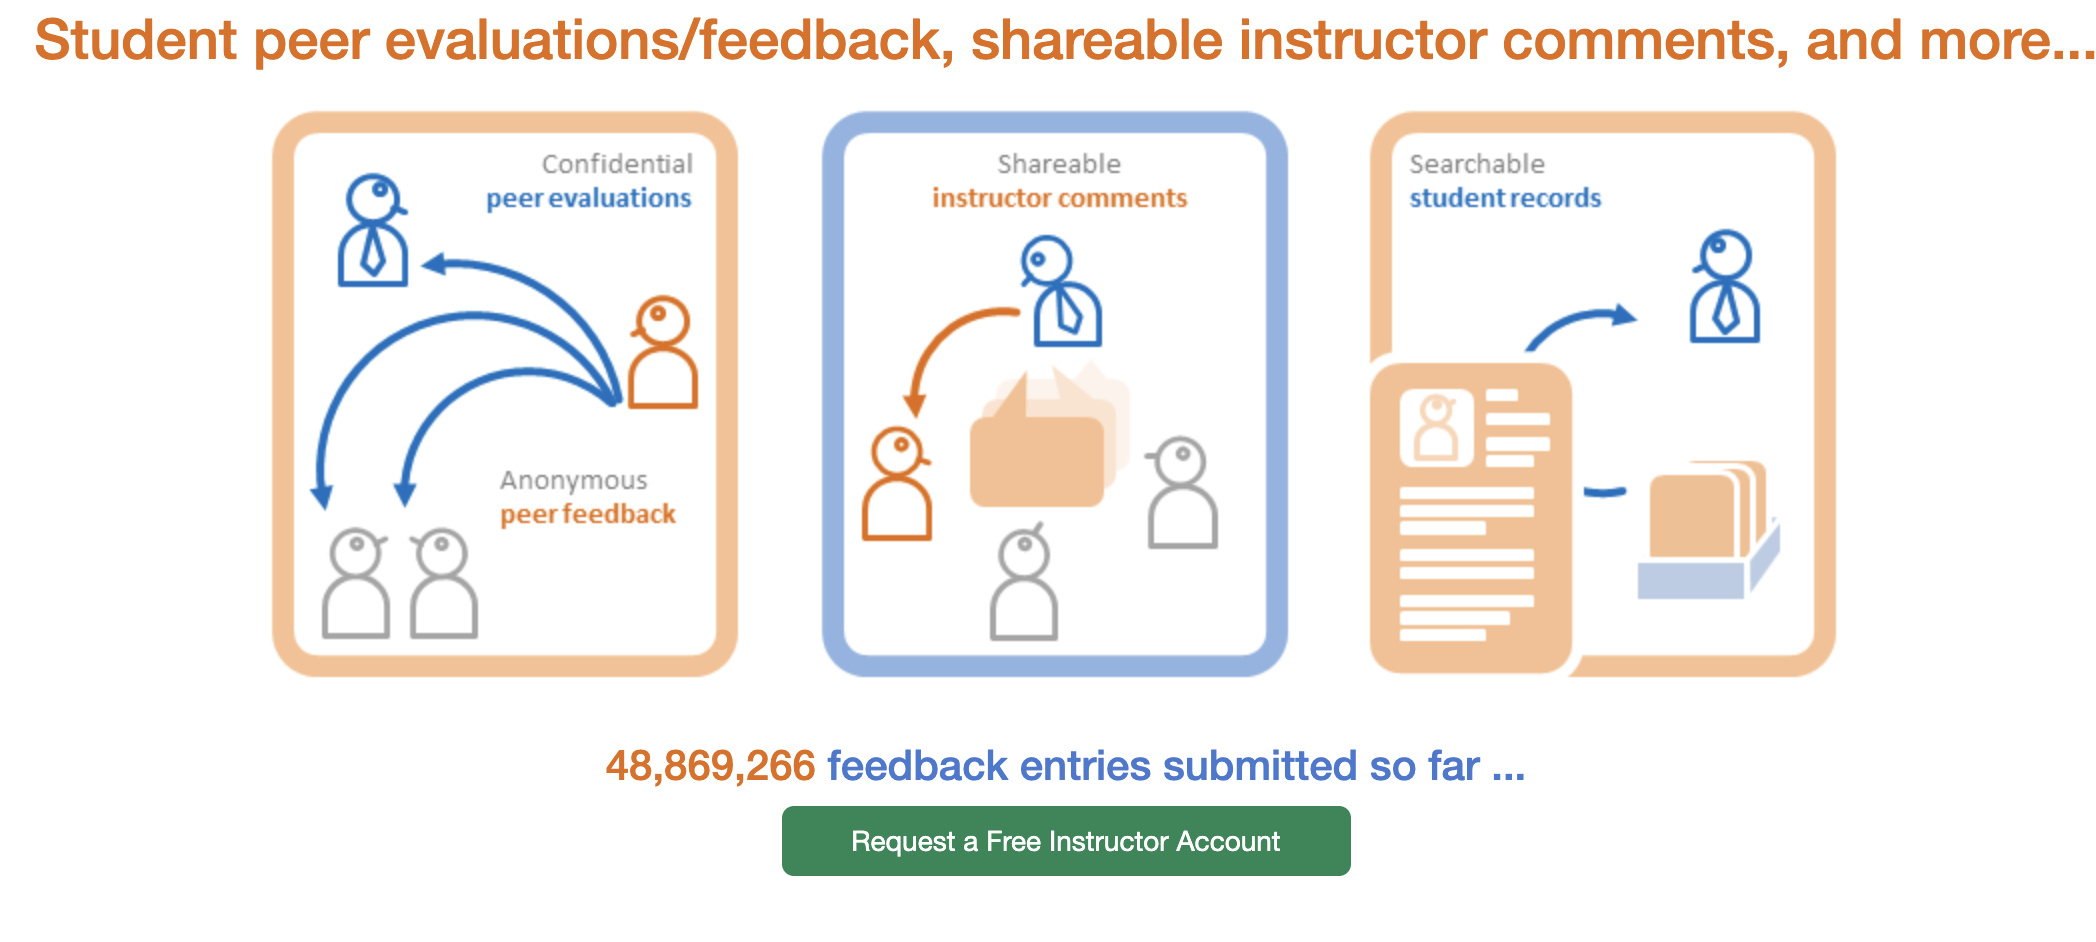 Student peer evaluations/feedback, shareable instructor comments, and more...
Confidential
peer evaluations
Anonymous
peer feedback
Shareable
instructor comments
Searchable
student records
48,869,266 feedback entries submitted so far ...
Request a Free Instructor Account